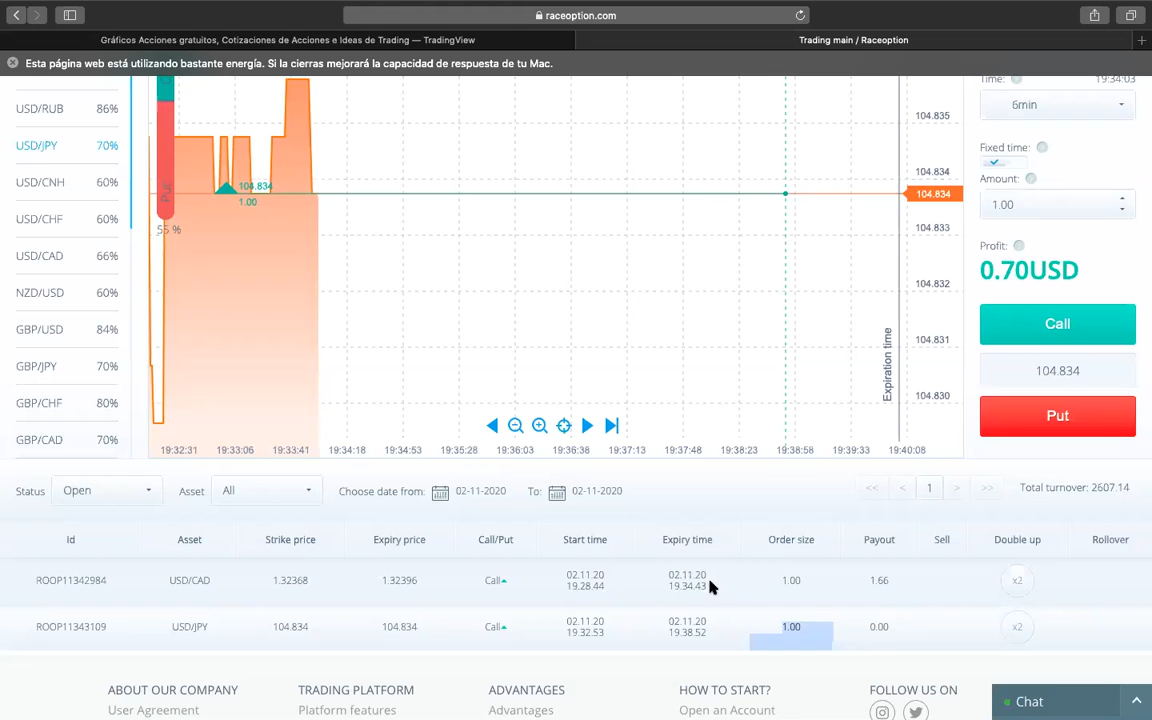 raceoption.com
Gráficos Acciones gratuitos, Cotizaciones de Acciones e Ideas de Trading — TradingView
Trading main / Raceoption
Esta página web está utilizando bastante energía. Si la cierras mejorará la capacidad de respuesta de tu Mac.
USD/RUB 86%
USD/JPY 70%
USD/CNH 60%
USD/CHF 60%
USD/CAD 66%
NZD/USD 60%
GBP/USD 84%
GBP/JPY 70%
GBP/CHF 80%
GBP/CAD 70%
Put
55 %
104.834
1.00
104.835
104.834
104.834
104.833
104.832
104.831
104.830
Expiration time
19:32:31 19:33:06 19:33:41 19:34:18 19:34:53 19:35:28 19:36:03 19:36:38 19:37:13 19:37:48 19:38:23 19:38:58 19:39:33 19:40:08
Time: 19:34:03
6min
Fixed time:
Amount:
1.00
Profit:
0.70USD
Call
104.834
Put
Status Open Asset All Choose date from: 02-11-2020 To: 02-11-2020 << < 1 > >> Total turnover: 2607.14
Id Asset Strike price Expiry price Call/Put Start time Expiry time Order size Payout Sell Double up Rollover
ROOP11342984 USD/CAD 1.32368 1.32396 Call 02.11.20 19.28.44 02.11.20 19.34.43 1.00 1.66 x2
ROOP11343109 USD/JPY 104.834 104.834 Call 02.11.20 19.32.53 02.11.20 19.38.52 1.00 0.00 x2
ABOUT OUR COMPANY TRADING PLATFORM ADVANTAGES HOW TO START? FOLLOW US ON
User Agreement Platform features Advantages Open an Account
Chat